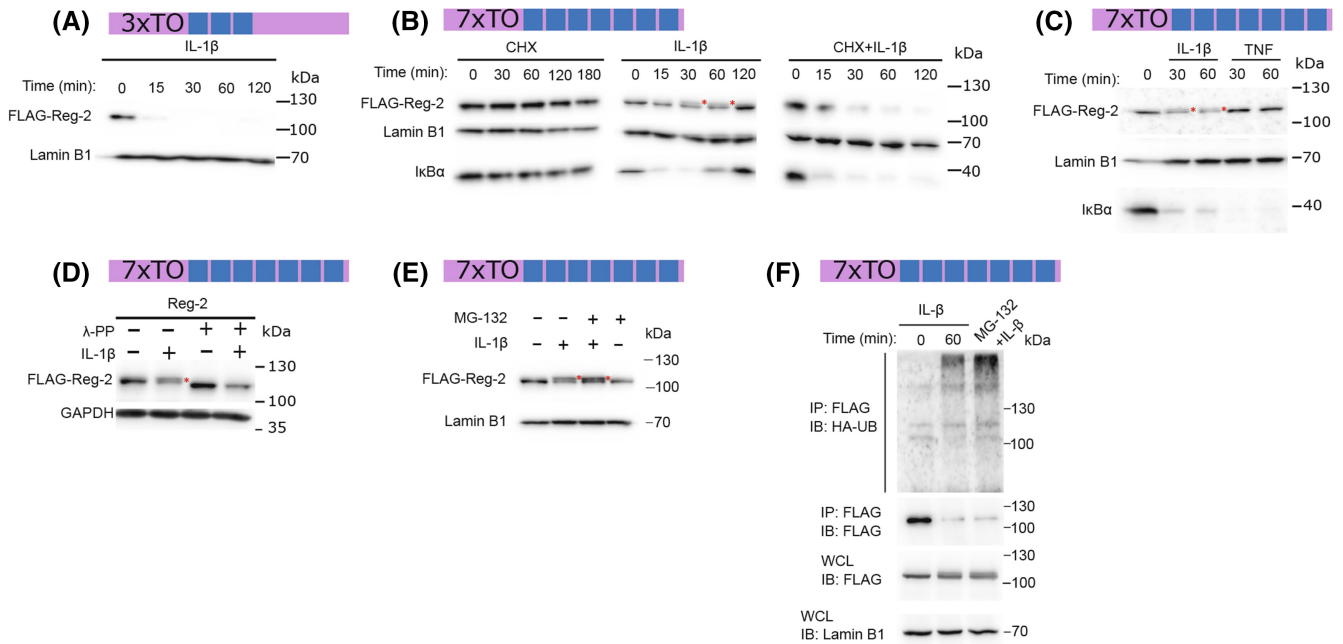 (A) 3xTO
IL-1β
Time (min): 0 15 30 60 120 kDa
FLAG-Reg-2
–130
–100
Lamin B1
–70
(B) 7xTO
CHX IL-1β CHX+IL-1β
Time (min): 0 30 60 120 180 0 15 30 60 120 0 15 30 60 120 kDa
FLAG-Reg-2 * *
–130
–100
Lamin B1
–70
IκBα
–40
(C) 7xTO
IL-1β TNF
Time (min): 0 30 60 30 60 kDa
FLAG-Reg-2 * *
–130
–100
Lamin B1
–70
IκBα
–40
(D) 7xTO
Reg-2
λ-PP – – + + kDa
IL-1β – + – +
FLAG-Reg-2 *
– 130
– 100
GAPDH
– 35
(E) 7xTO
MG-132 – – + +
IL-1β – + + – kDa
FLAG-Reg-2 * *
– 130
– 100
Lamin B1
–70
(F) 7xTO
IL-β MG-132
+IL-β
Time (min): 0 60 kDa
IP: FLAG
IB: HA-UB
–130
–100
IP: FLAG
IB: FLAG
–130
–100
WCL
IB: FLAG
–130
–100
WCL
IB: Lamin B1
–70